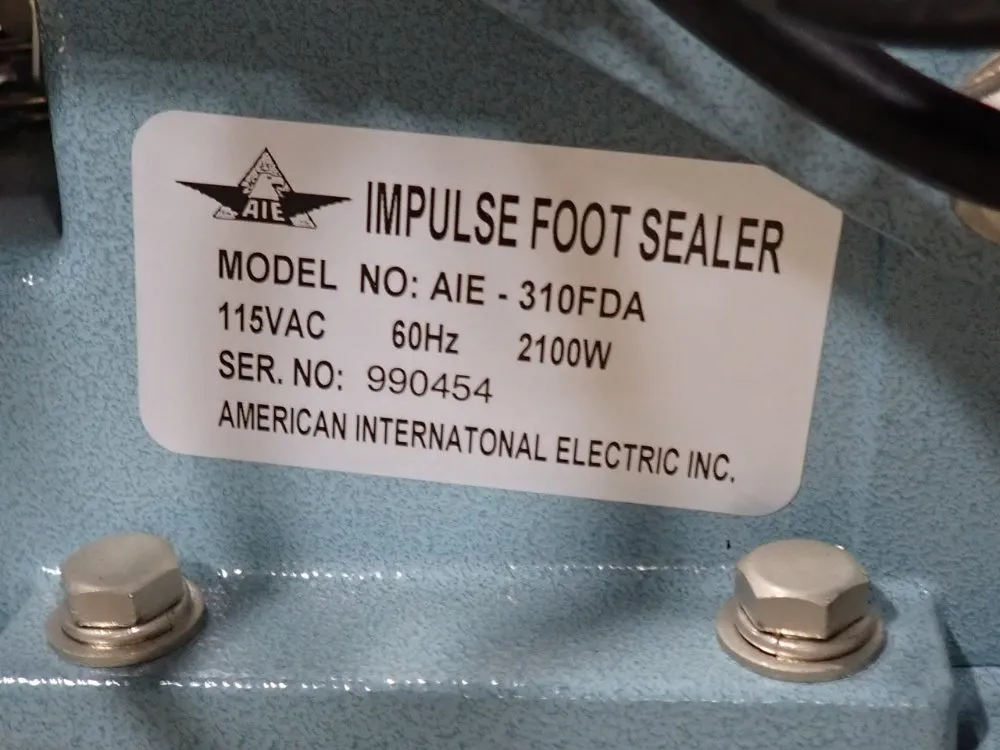 AIE
IMPULSE FOOT SEALER
MODEL NO: AIE - 310FDA
115VAC 60Hz 2100W
SER. NO: 990454
AMERICAN INTERNATONAL ELECTRIC INC.